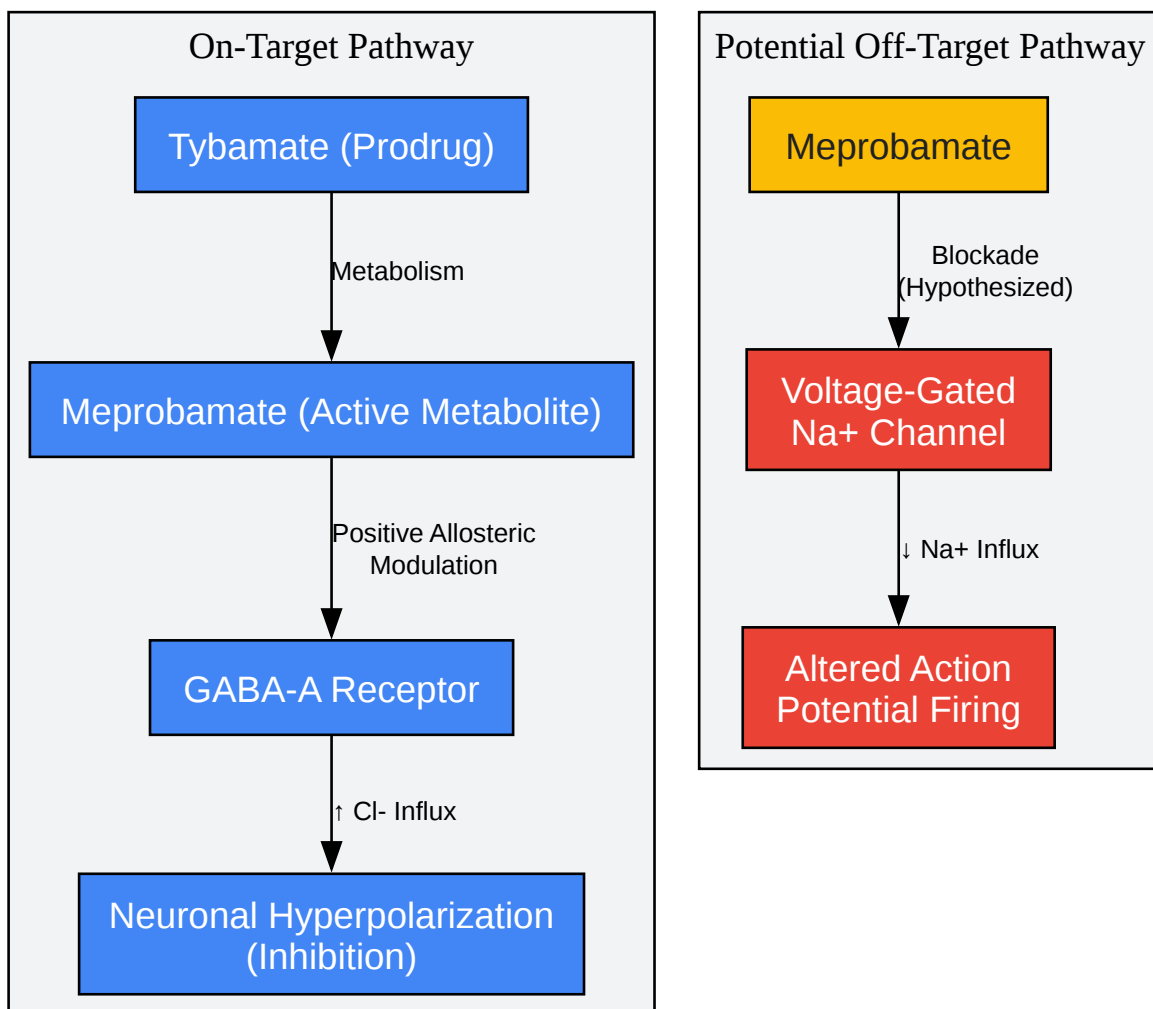 On-Target Pathway
Tybamate (Prodrug)
Metabolism
Meprobamate (Active Metabolite)
Positive Allosteric
Modulation
GABA-A Receptor
↑ Cl- Influx
Neuronal Hyperpolarization
(Inhibition)
Potential Off-Target Pathway
Meprobamate
Blockade
(Hypothesized)
Voltage-Gated
Na+ Channel
↓ Na+ Influx
Altered Action
Potential Firing